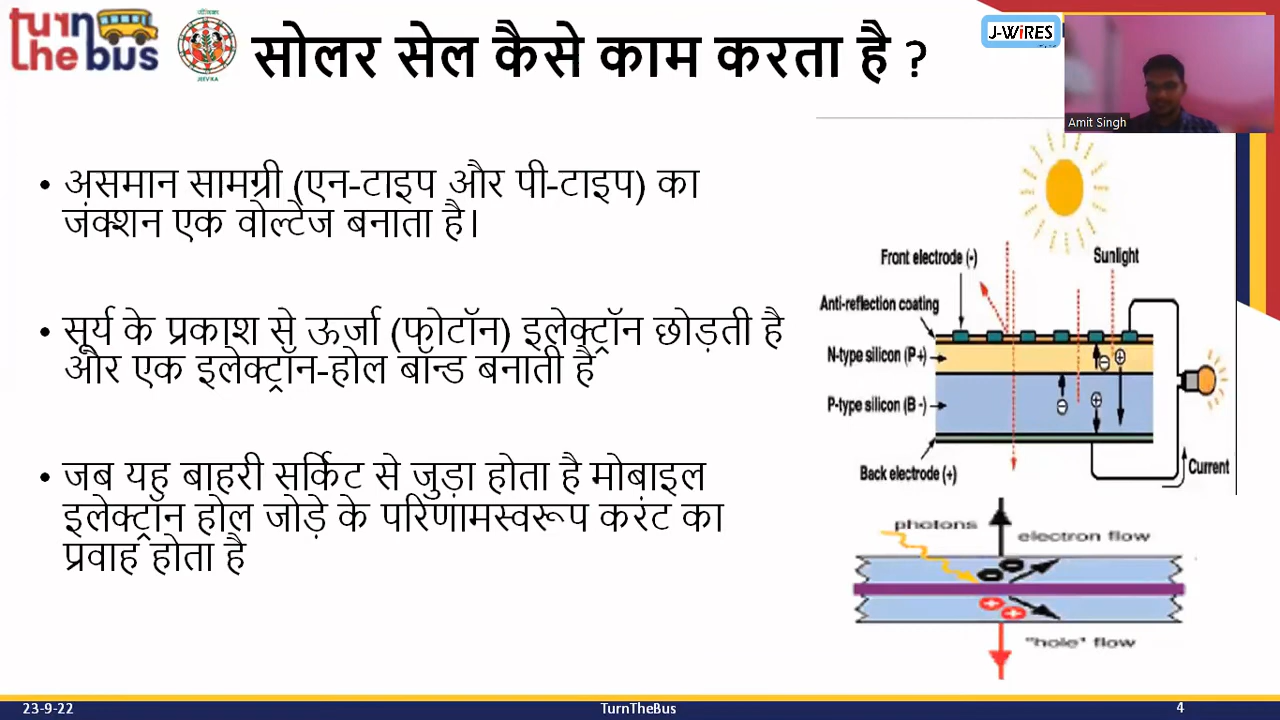 turn
the bus
JEEVIKA
सोलर सेल कैसे काम करता है ?
J-WiRES
Amit Singh
• असमान सामग्री (एन-टाइप और पी-टाइप) का
जंक्शन एक वोल्टेज बनाता है।
• सूर्य के प्रकाश से ऊर्जा (फोटॉन) इलेक्ट्रॉन छोड़ती है
और एक इलेक्ट्रॉन-होल बॉन्ड बनाती है
• जब यह बाहरी सर्किट से जुड़ा होता है मोबाइल
इलेक्ट्रॉन होल जोड़े के परिणामस्वरूप करंट का
प्रवाह होता है
Front electrode (-)
Sunlight
Anti-reflection coating
N-type silicon (P+)
P-type silicon (B-)
Back electrode (+)
Current
photons
electron flow
"hole" flow
23-9-22
TurnTheBus
4